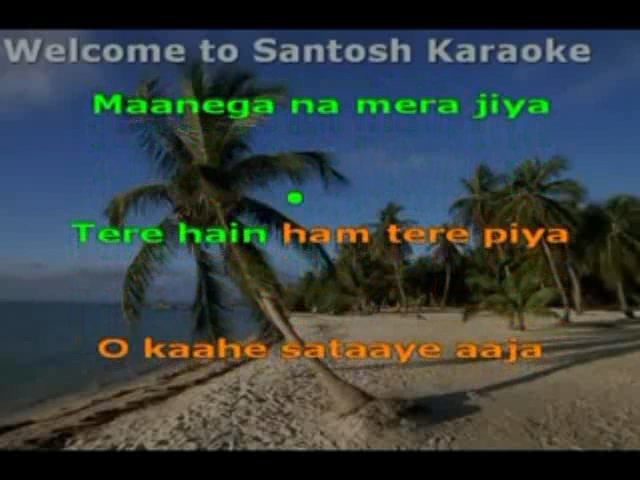 Welcome to Santosh Karaoke
Maanega na mera jiya
Tere hain ham tere piya
O kaahe sataaye aaja